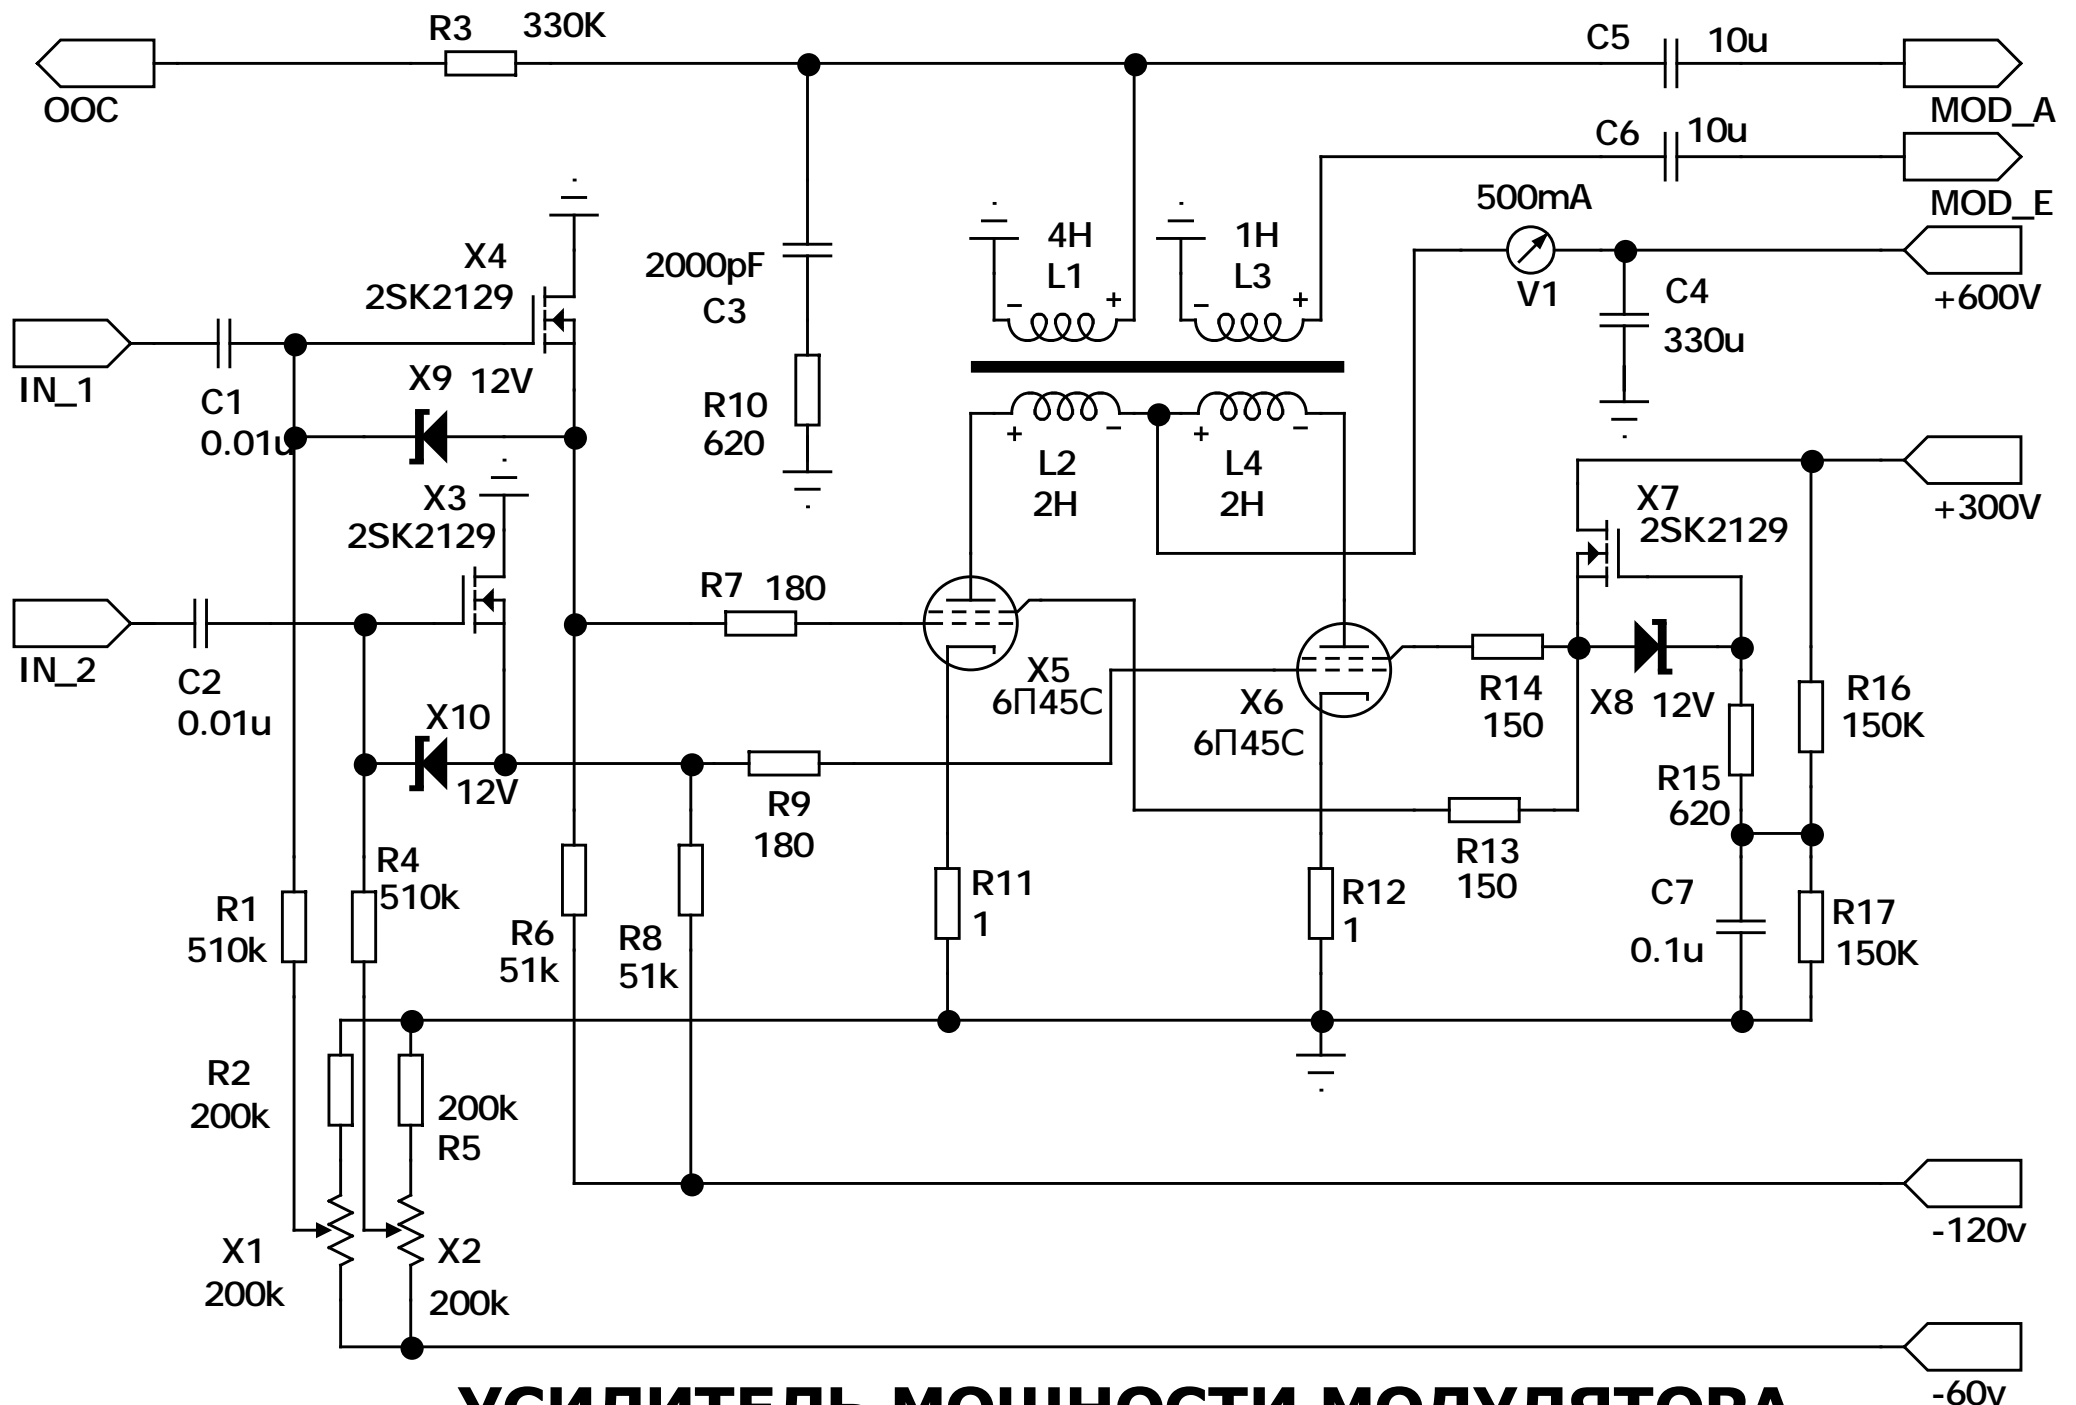 R3
330K
C5
10u
OOC
MOD_A
C6
10u
MOD_E
500mA
V1
+600V
X4
2SK2129
2000pF
C3
4H
L1
1H
L3
C4
330u
- +
- +
IN_1
C1
0.01u
X9 12V
R10
620
+ -
+ -
L2
2H
L4
2H
+300V
X3
2SK2129
X7
2SK2129
R7 180
IN_2
C2
0.01u
X5
6П45С
X6
6П45С
R14
150
X8 12V
R16
150K
X10
12V
R9
180
R15
620
R13
150
R4
510k
R1
510k
R6
51k
R8
51k
R11
1
R12
1
C7
0.1u
R17
150K
R2
200k
200k
R5
X1
200k
X2
200k
-120v
-60v
УСИЛИТЕЛЬ МОЩНОСТИ МОДУЛЯТОРА